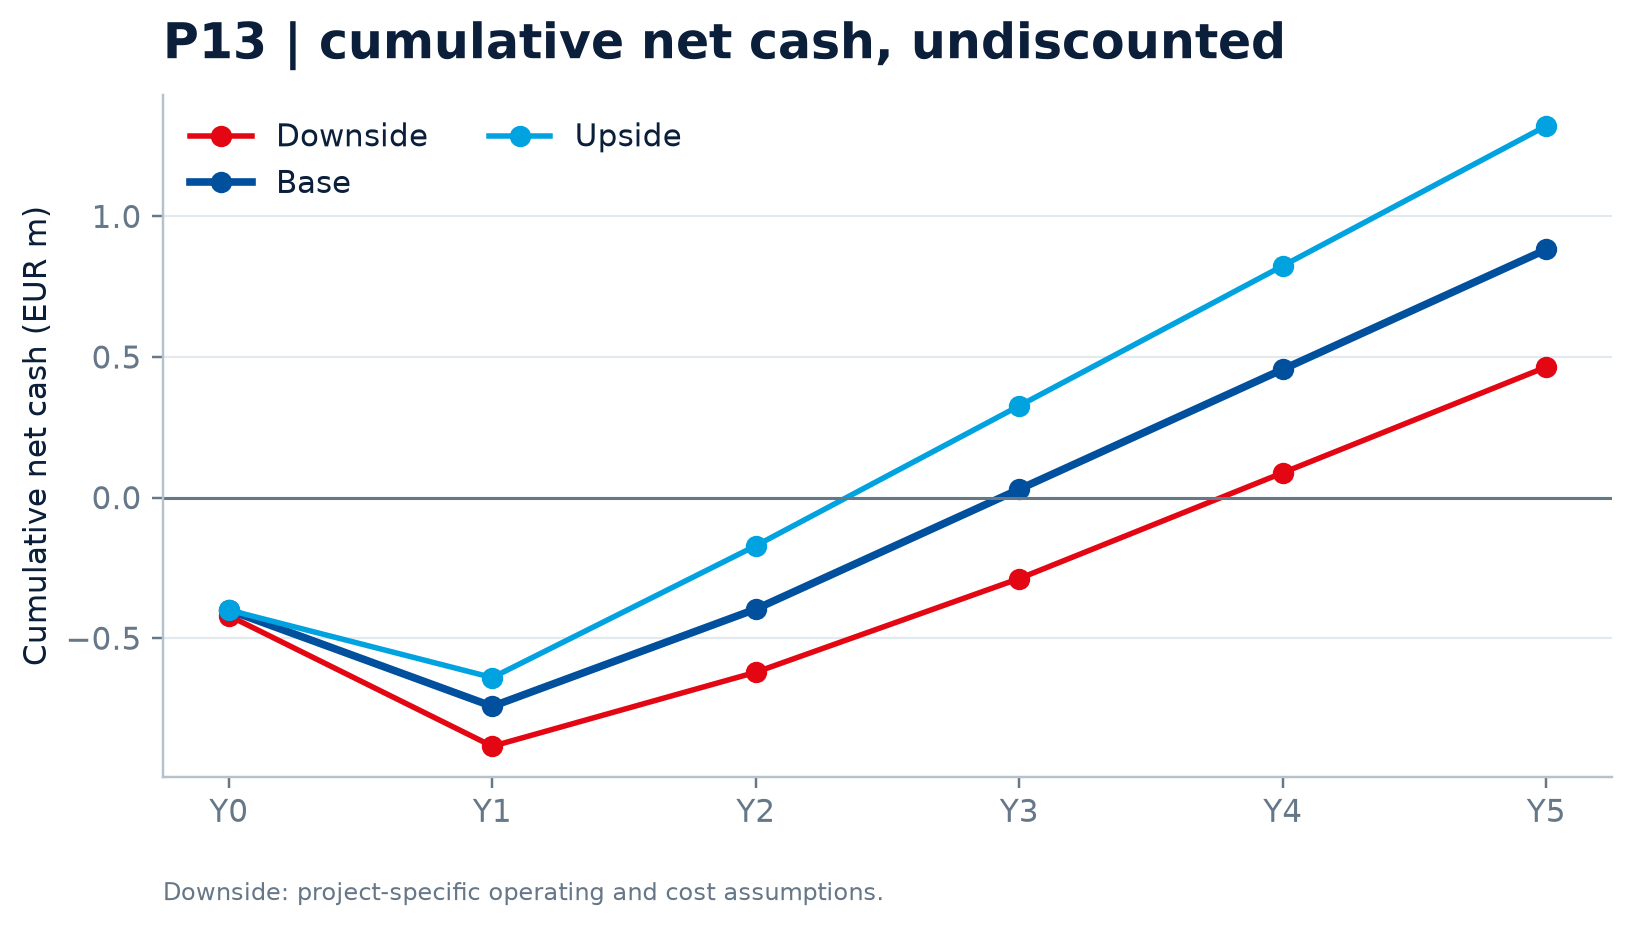 P13 | cumulative net cash, undiscounted
Downside
Upside
Base
Cumulative net cash (EUR m)
1.0
0.5
0.0
−0.5
Y0
Y1
Y2
Y3
Y4
Y5
Downside: project-specific operating and cost assumptions.